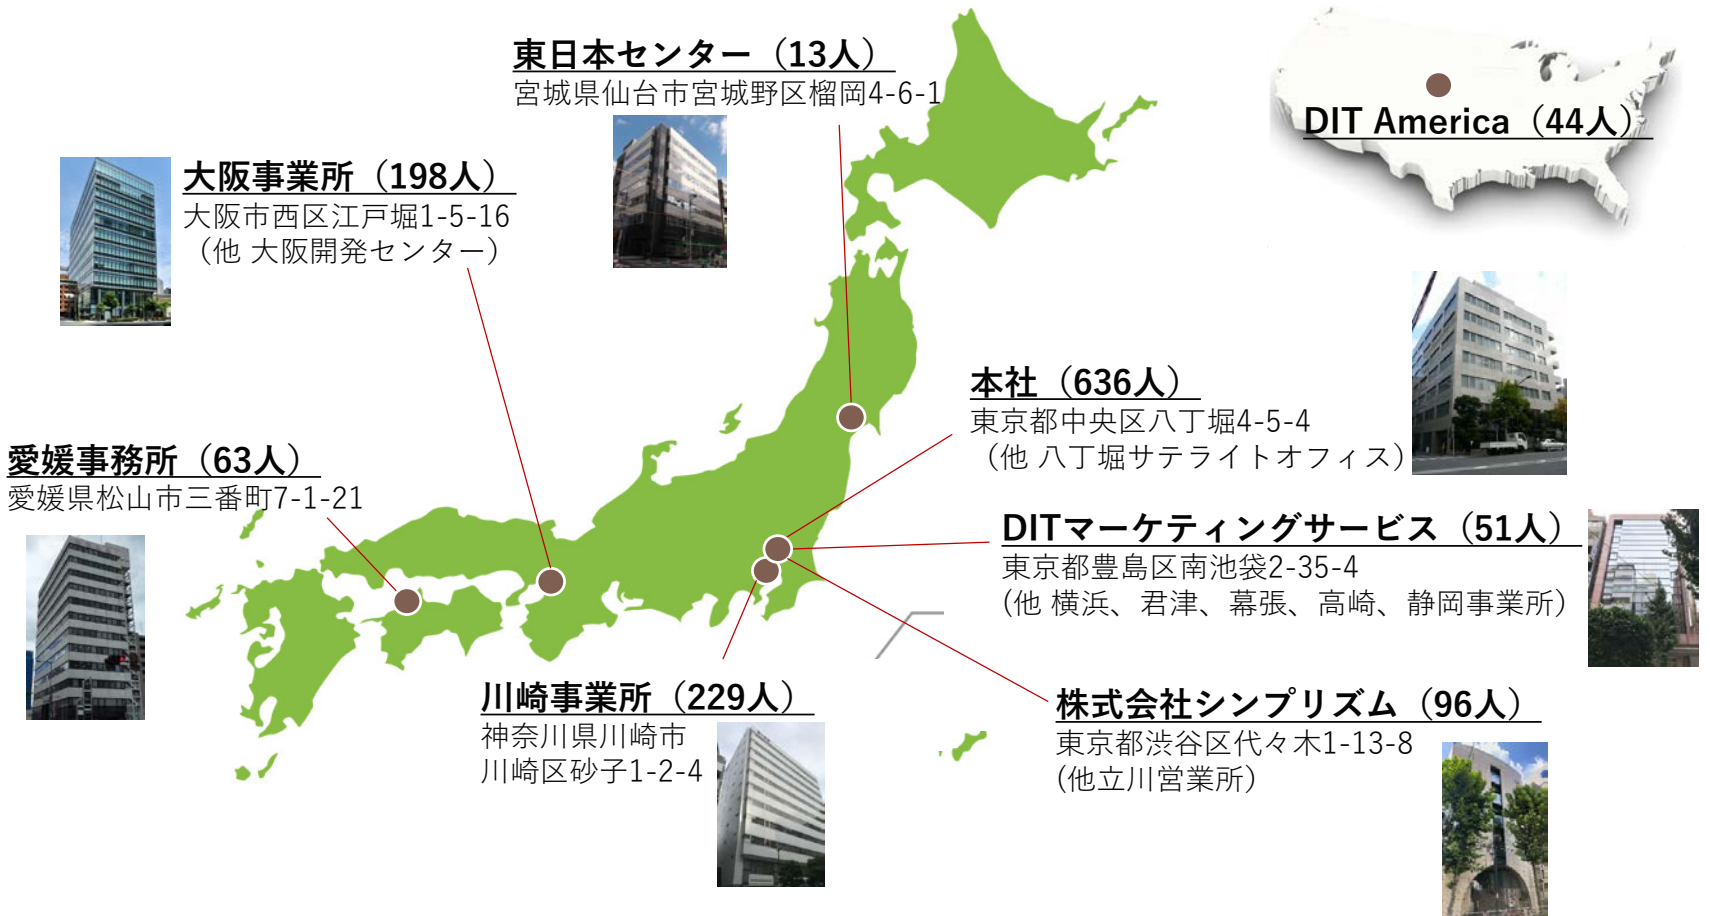 東日本センター（13人）
宮城県仙台市宮城野区榴岡4-6-1
DIT America（44人）
大阪事業所（198人）
大阪市西区江戸堀1-5-16
（他 大阪開発センター）
本社（636人）
東京都中央区八丁堀4-5-4
（他 八丁堀サテライトオフィス）
愛媛事務所（63人）
愛媛県松山市三番町7-1-21
DITマーケティングサービス（51人）
東京都豊島区南池袋2-35-4
(他 横浜、君津、幕張、高崎、静岡事業所)
川崎事業所（229人）
神奈川県川崎市
川崎区砂子1-2-4
株式会社シンプリズム（96人）
東京都渋谷区代々木1-13-8
(他立川営業所)